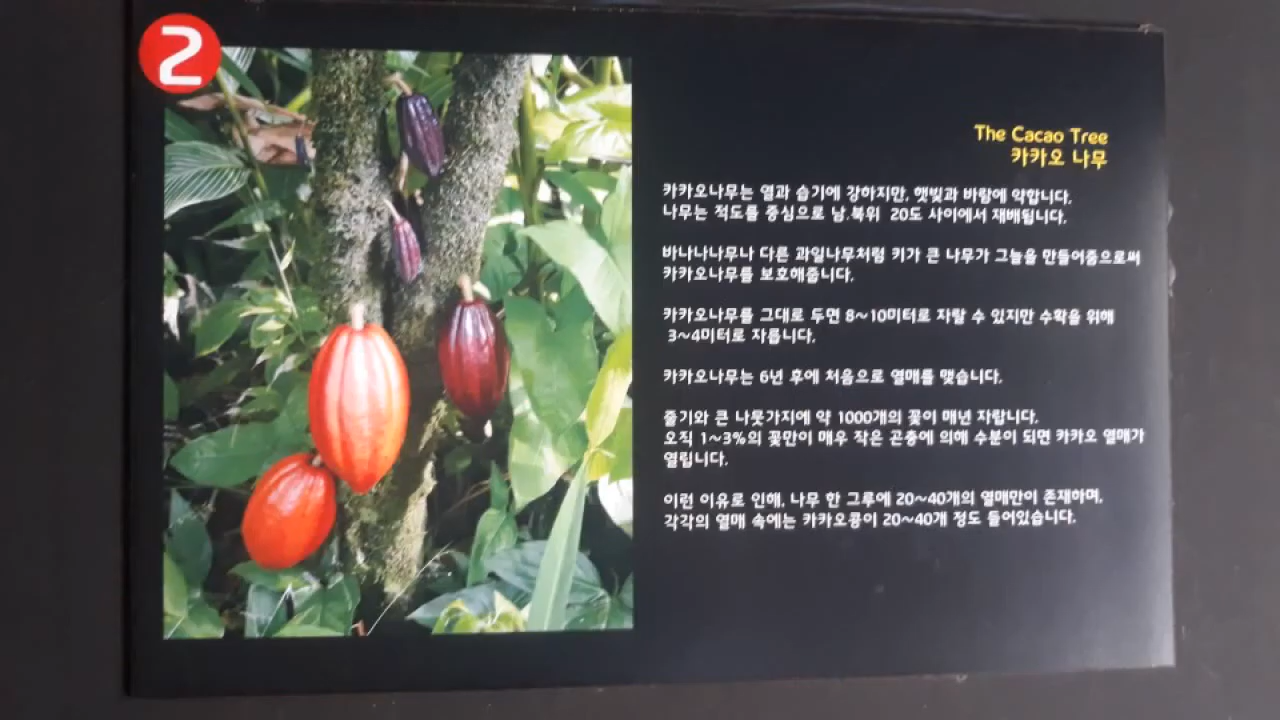 2
The Cacao Tree
카카오 나무
카카오나무는 열과 습기에 강하지만, 햇빛과 바람에 약합니다.
나무는 적도를 중심으로 남.북위 20도 사이에서 재배됩니다.
바나나나무나 다른 과일나무처럼 키가 큰 나무가 그늘을 만들어줌으로써
카카오나무를 보호해줍니다.
카카오나무를 그대로 두면 8~10미터로 자랄 수 있지만 수확을 위해
3~4미터로 자릅니다.
카카오나무는 6년 후에 처음으로 열매를 맺습니다.
줄기와 큰 나뭇가지에 약 1000개의 꽃이 매년 자랍니다.
오직 1~3%의 꽃만이 매우 작은 곤충에 의해 수분이 되면 카카오 열매가
열립니다.
이런 이유로 인해, 나무 한 그루에 20~40개의 열매만이 존재하며,
각각의 열매 속에는 카카오콩이 20~40개 정도 들어있습니다.